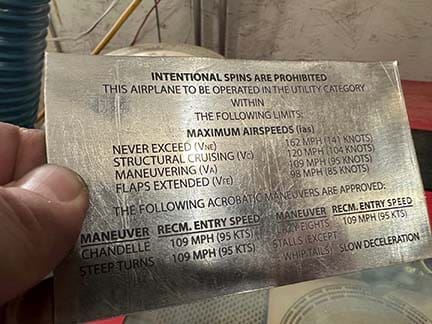 INTENTIONAL SPINS ARE PROHIBITED
THIS AIRPLANE TO BE OPERATED IN THE UTILITY CATEGORY
WITHIN
THE FOLLOWING LIMITS:
MAXIMUM AIRSPEEDS (ias)
NEVER EXCEED (VNE) 162 MPH (141 KNOTS)
STRUCTURAL CRUISING (VC) 120 MPH (104 KNOTS)
MANEUVERING (VA) 109 MPH (95 KNOTS)
FLAPS EXTENDED (VFE) 98 MPH (85 KNOTS)
THE FOLLOWING ACROBATIC MANEUVERS ARE APPROVED:
MANEUVER RECM. ENTRY SPEED MANEUVER RECM. ENTRY SPEED
CHANDELLE 109 MPH (95 KTS) LAZY EIGHTS 109 MPH (95 KTS)
STEEP TURNS 109 MPH (95 KTS) STALLS (EXCEPT
WHIPTAILS) SLOW DECELERATION